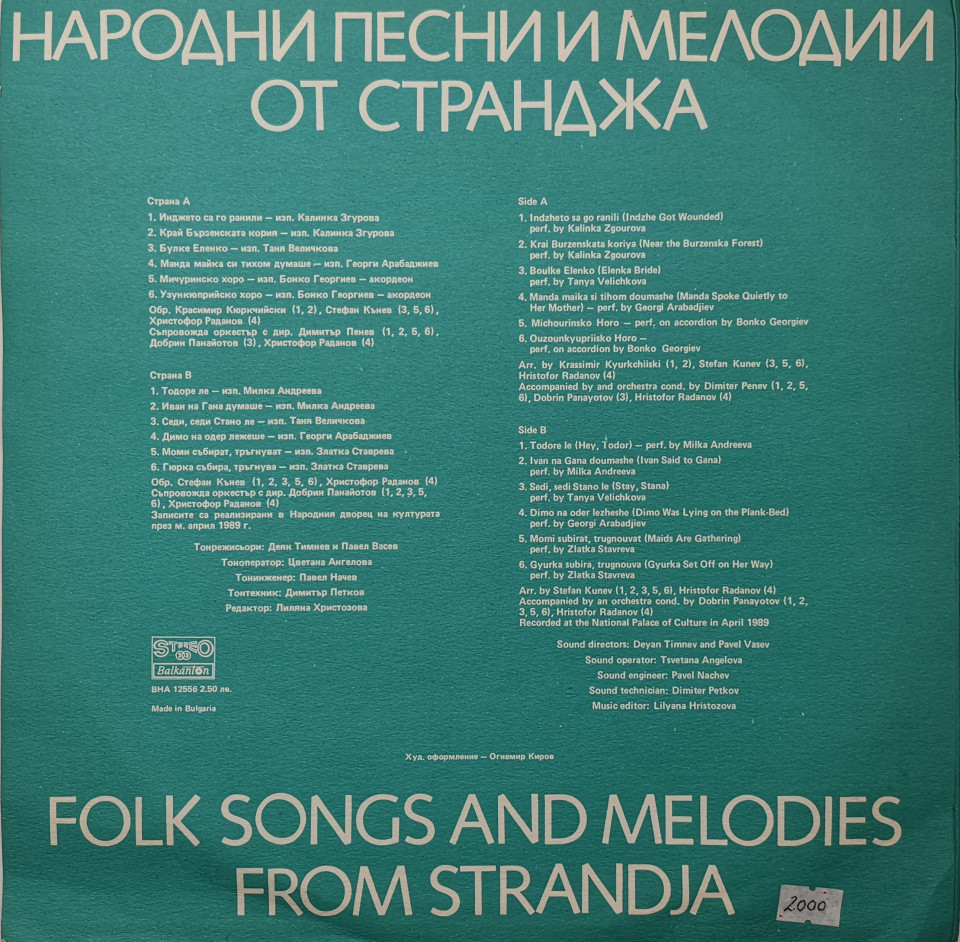 НАРОДНИ ПЕСНИ И МЕЛОДИИ
ОТ СТРАНДЖА
Страна А
1. Инджето са го ранили — изп. Калинка Згурова
2. Край Бързенската кория — изп. Калинка Згурова
3. Булке Еленко — изп. Таня Величкова
4. Манда майка си тихом думаше — изп. Георги Арабаджиев
5. Мичуринско хоро — изп. Бонко Георгиев — акордеон
6. Узункюприйско хоро — изп. Бонко Георгиев — акордеон
Обр. Красимир Кюркчийски (1, 2), Стефан Кънев (3, 5, 6),
Христофор Раданов (4)
Съпровожда оркестър с дир. Димитър Пенев (1, 2, 5, 6),
Добрин Панайотов (3), Христофор Раданов (4)
Страна В
1. Тодоре ле — изп. Милка Андреева
2. Иван на Гана думаше — изп. Милка Андреева
3. Седи, седи Стано ле — изп. Таня Величкова
4. Димо на одер лежеше — изп. Георги Арабаджиев
5. Моми събират, тръгнуват — изп. Златка Ставрева
6. Гюрка събира, тръгнува — изп. Златка Ставрева
Обр. Стефан Кънев (1, 2, 3, 5, 6), Христофор Раданов (4)
Съпровожда оркестър с дир. Добрин Панайотов (1, 2, 3, 5,
6), Христофор Раданов (4)
Записите са реализирани в Народния дворец на културата
през м. април 1989 г.
Тонрежисьори: Деян Тимнев и Павел Васев
Тоноператор: Цветана Ангелова
Тонинженер: Павел Начев
Тонтехник: Димитър Петков
Редактор: Лиляна Христозова
STEREO
33
Balkanton
ВНА 12556 2.50 лв.
Made in Bulgaria
Side A
1. Indzheto sa go ranili (Indzhe Got Wounded)
perf. by Kalinka Zgourova
2. Krai Burzenskata koriya (Near the Burzenska Forest)
perf. by Kalinka Zgourova
3. Boulke Elenko (Elenka Bride)
perf. by Tanya Velichkova
4. Manda maika si tihom doumashe (Manda Spoke Quietly to
Her Mother) — perf. by Georgi Arabadjiev
5. Michourinsko Horo — perf. on accordion by Bonko Georgiev
6. Ouzounkyupriisko Horo —
perf. on accordion by Bonko Georgiev
Arr. by Krassimir Kyurkchiiski (1, 2), Stefan Kunev (3, 5, 6),
Hristofor Radanov (4)
Accompanied by and orchestra cond. by Dimiter Penev (1, 2, 5,
6), Dobrin Panayotov (3), Hristofor Radanov (4)
Side B
1. Todore le (Hey, Todor) — perf. by Milka Andreeva
2. Ivan na Gana doumashe (Ivan Said to Gana)
perf. by Milka Andreeva
3. Sedi, sedi Stano le (Stay, Stana)
perf. by Tanya Velichkova
4. Dimo na oder lezheshe (Dimo Was Lying on the Plank-Bed)
perf. by Georgi Arabadjiev
5. Momi subirat, trugnouvat (Maids Are Gathering)
perf. by Zlatka Stavreva
6. Gyurka subira, trugnouva (Gyurka Set Off on Her Way)
perf. by Zlatka Stavreva
Arr. by Stefan Kunev (1, 2, 3, 5, 6), Hristofor Radanov (4)
Accompanied by an orchestra cond. by Dobrin Panayotov (1, 2,
3, 5, 6), Hristofor Radanov (4)
Recorded at the National Palace of Culture in April 1989
Sound directors: Deyan Timnev and Pavel Vasev
Sound operator: Tsvetana Angelova
Sound engineer: Pavel Nachev
Sound technician: Dimiter Petkov
Music editor: Lilyana Hristozova
Худ. оформление — Огнемир Киров
FOLK SONGS AND MELODIES
FROM STRANDJA
2000